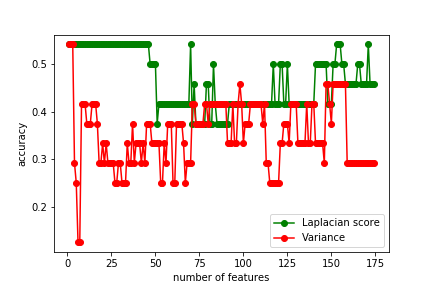 0.5
0.4
0.3
0.2
accuracy
0 25 50 75 100 125 150 175
number of features
Laplacian score
Variance